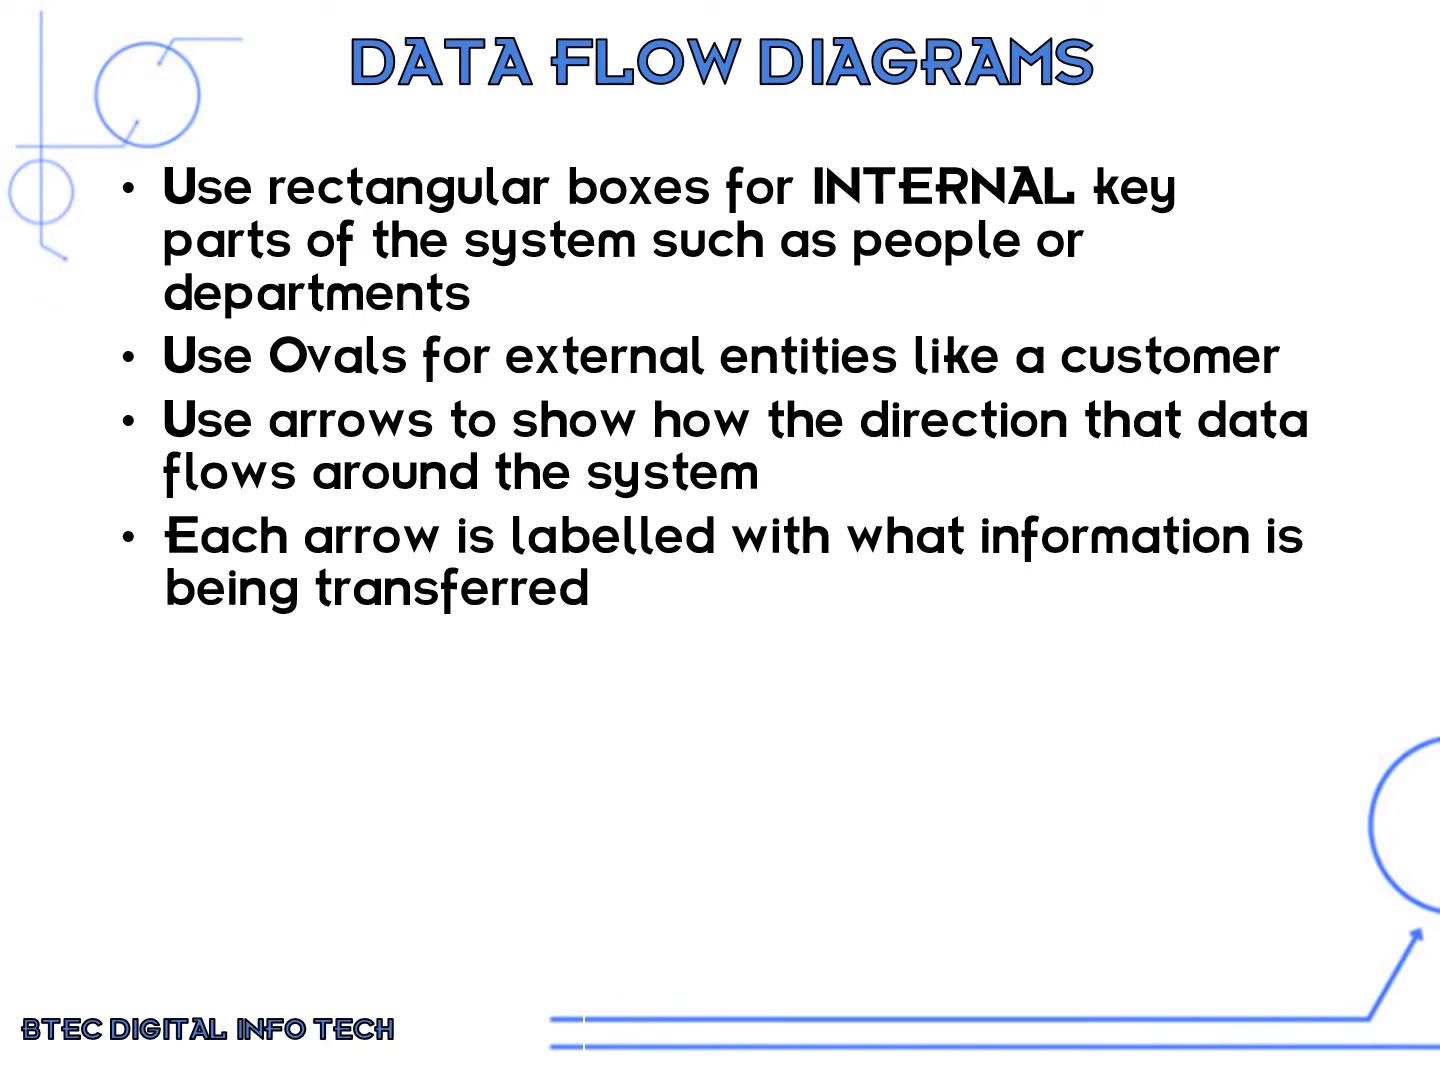 DATA FLOW DIAGRAMS
• Use rectangular boxes for INTERNAL key
parts of the system such as people or
departments
• Use Ovals for external entities like a customer
• Use arrows to show how the direction that data
flows around the system
• Each arrow is labelled with what information is
being transferred
BTEC DIGITAL INFO TECH